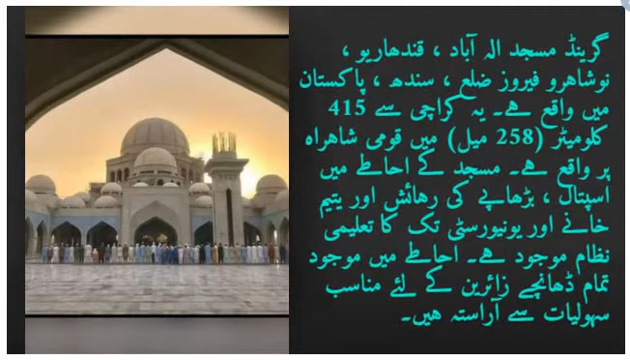 گرینڈ مسجد الہ آباد ، قندھاریو ،
نوشاہرو فیروز ضلع ، سندھ ، پاکستان
میں واقع ہے۔ یہ کراچی سے 415
کلومیٹر (258 میل) میں قومی شاہراہ
پر واقع ہے۔ مسجد کے احاطے میں
اسپتال ، بڑھاپے کی رہائش اور یتیم
خانے اور یونیورسٹی تک کا تعلیمی
نظام موجود ہے۔ احاطے میں موجود
تمام ڈھانچے زائرین کے لئے مناسب
سہولیات سے آراستہ ہیں۔